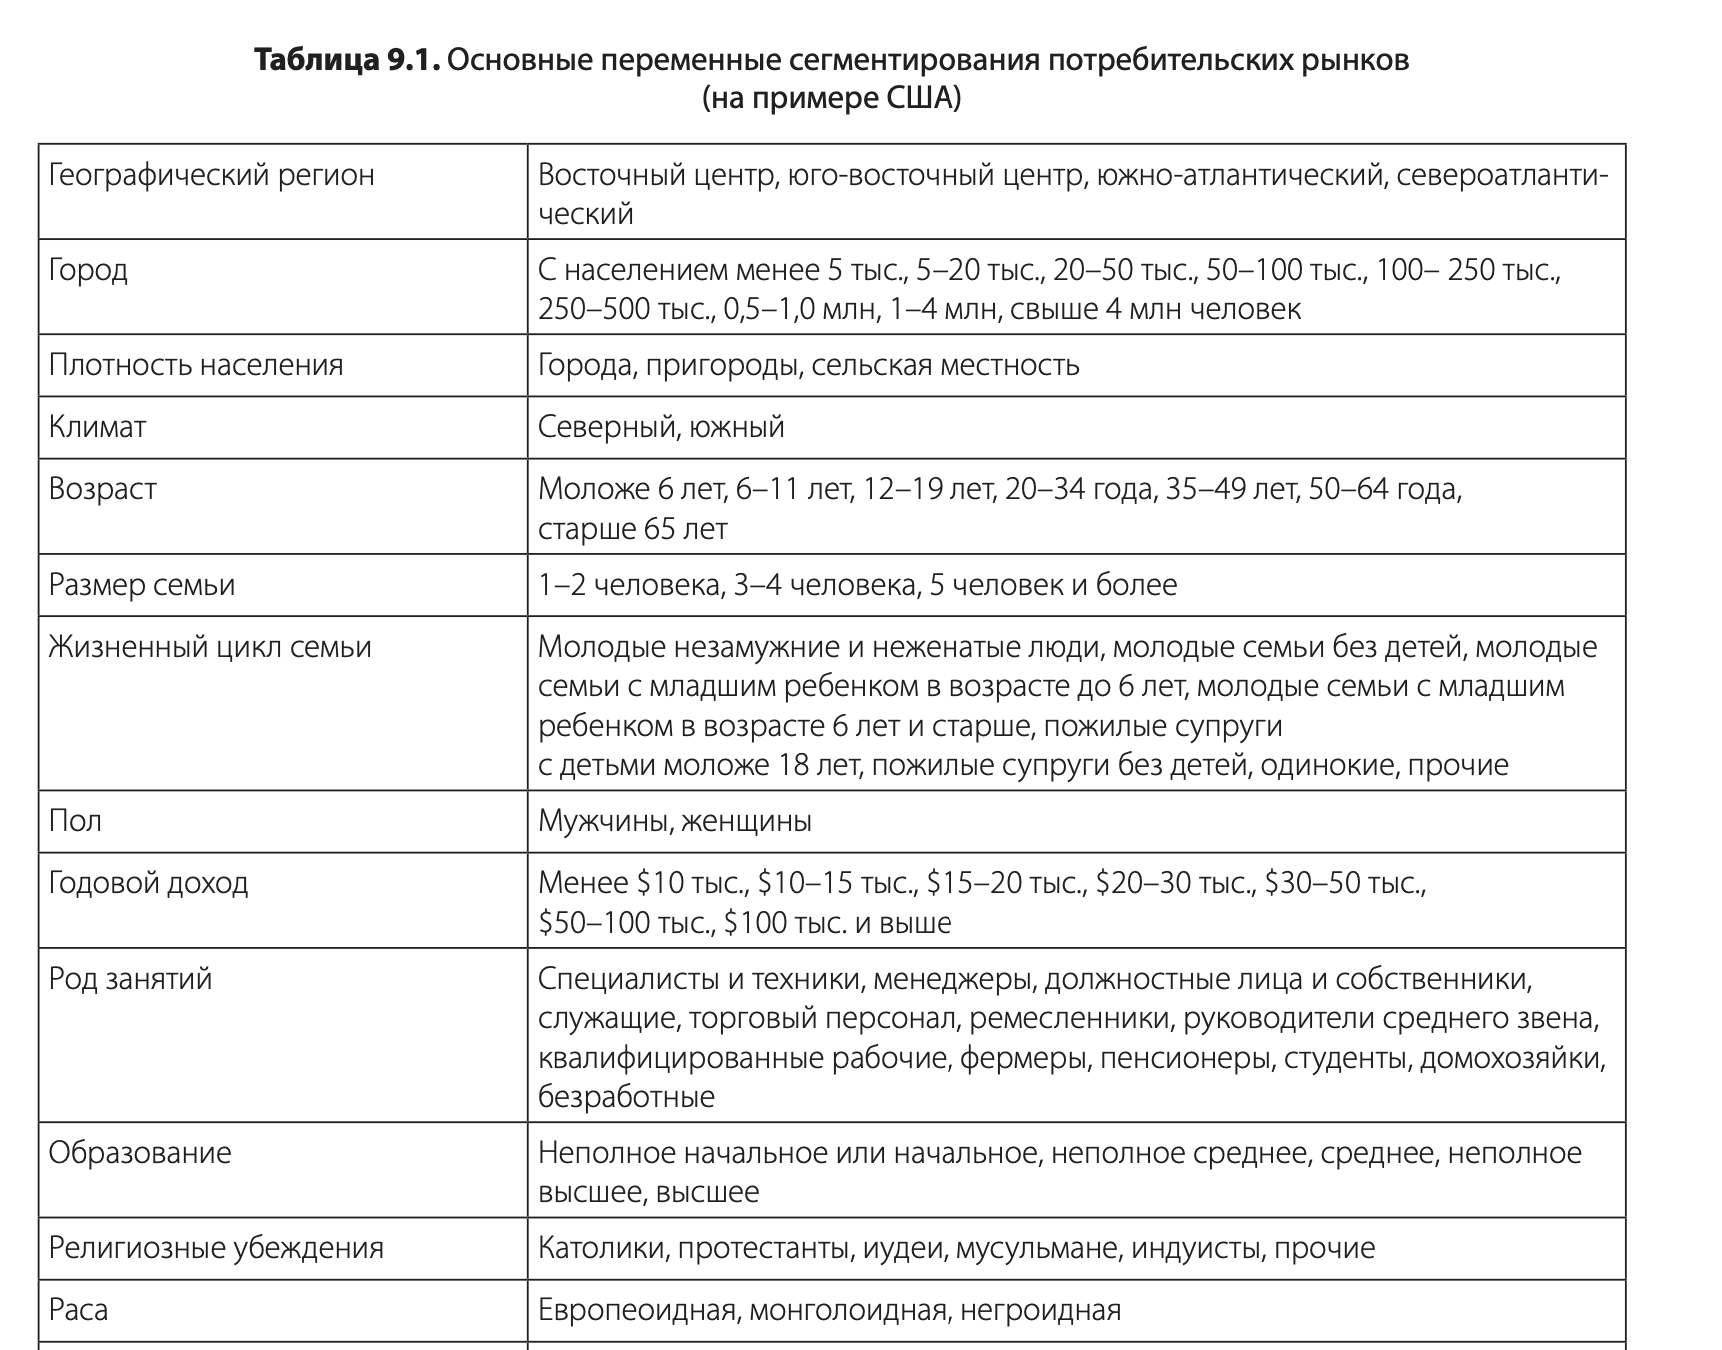 Таблица 9.1. Основные переменные сегментирования потребительских рынков
(на примере США)
Географический регион
Восточный центр, юго-восточный центр, южно-атлантический, североатланти-
ческий
Город
С населением менее 5 тыс., 5–20 тыс., 20–50 тыс., 50–100 тыс., 100– 250 тыс.,
250–500 тыс., 0,5–1,0 млн, 1–4 млн, свыше 4 млн человек
Плотность населения
Города, пригороды, сельская местность
Климат
Северный, южный
Возраст
Моложе 6 лет, 6–11 лет, 12–19 лет, 20–34 года, 35–49 лет, 50–64 года,
старше 65 лет
Размер семьи
1–2 человека, 3–4 человека, 5 человек и более
Жизненный цикл семьи
Молодые незамужние и неженатые люди, молодые семьи без детей, молодые
семьи с младшим ребенком в возрасте до 6 лет, молодые семьи с младшим
ребенком в возрасте 6 лет и старше, пожилые супруги
с детьми моложе 18 лет, пожилые супруги без детей, одинокие, прочие
Пол
Мужчины, женщины
Годовой доход
Менее $10 тыс., $10–15 тыс., $15–20 тыс., $20–30 тыс., $30–50 тыс.,
$50–100 тыс., $100 тыс. и выше
Род занятий
Специалисты и техники, менеджеры, должностные лица и собственники,
служащие, торговый персонал, ремесленники, руководители среднего звена,
квалифицированные рабочие, фермеры, пенсионеры, студенты, домохозяйки,
безработные
Образование
Неполное начальное или начальное, неполное среднее, среднее, неполное
высшее, высшее
Религиозные убеждения
Католики, протестанты, иудеи, мусульмане, индуисты, прочие
Раса
Европеоидная, монголоидная, негроидная